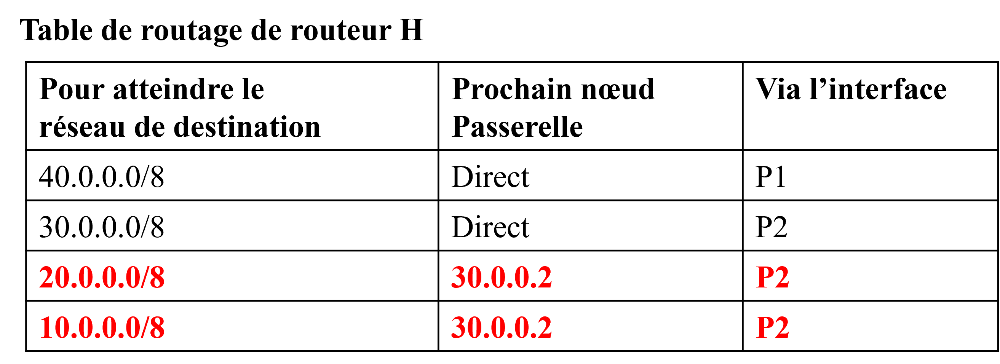 Table de routage de routeur H
Pour atteindre le
réseau de destination
Prochain nœud
Passerelle
Via l’interface
40.0.0.0/8
Direct
P1
30.0.0.0/8
Direct
P2
20.0.0.0/8
30.0.0.2
P2
10.0.0.0/8
30.0.0.2
P2